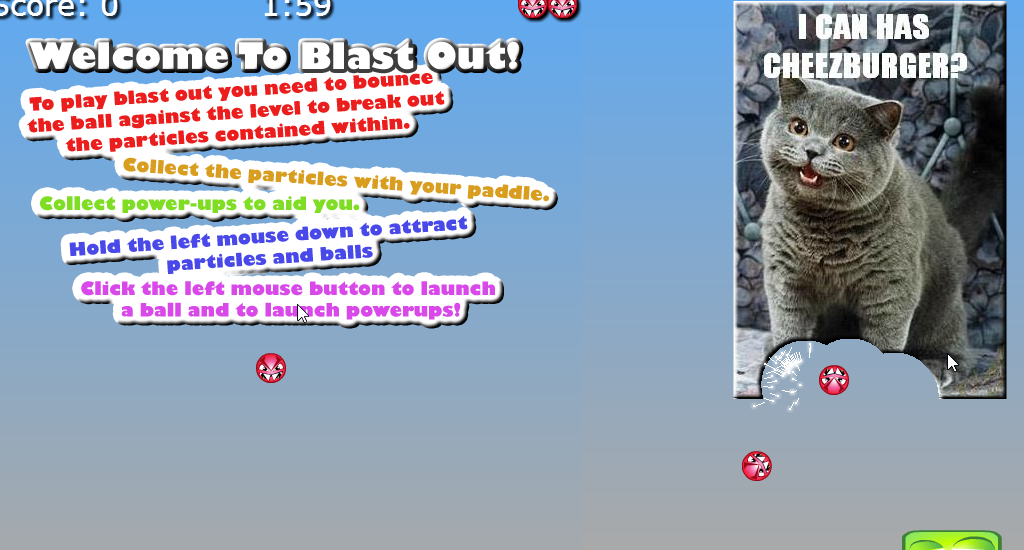 Score: 0
1:59
Welcome To Blast Out!
To play blast out you need to bounce
the ball against the level to break out
the particles contained within.
Collect the particles with your paddle.
Collect power-ups to aid you.
Hold the left mouse down to attract
particles and balls
Click the left mouse button to launch
a ball and to launch powerups!
I CAN HAS
CHEEZBURGER?